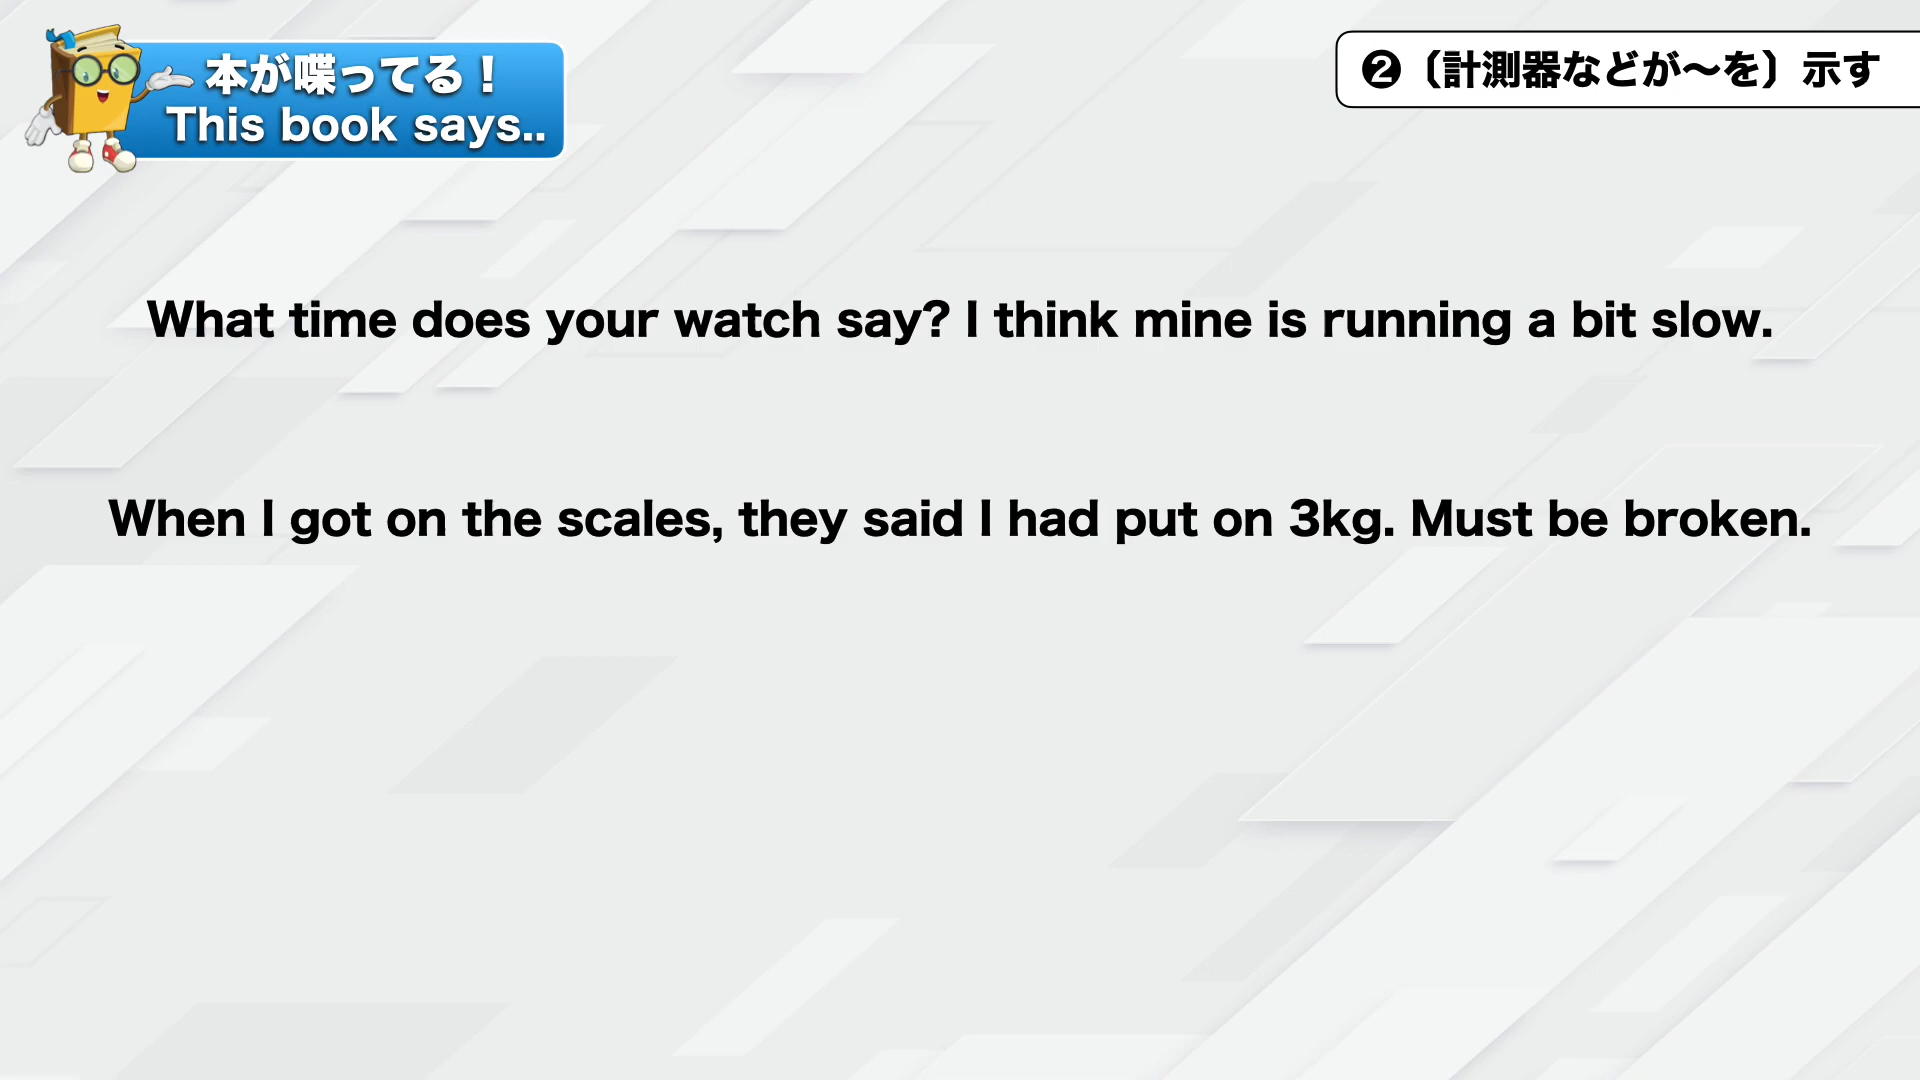 本が喋ってる！
This book says..
❷〔計測器などが〜を〕示す
What time does your watch say? I think mine is running a bit slow.
When I got on the scales, they said I had put on 3kg. Must be broken.